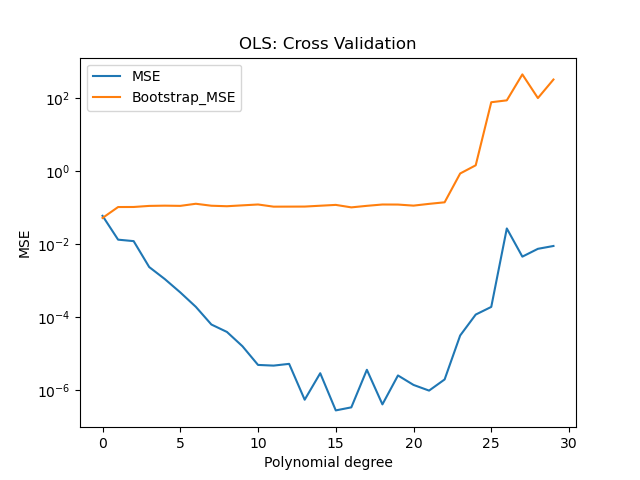 OLS: Cross Validation
MSE
Bootstrap_MSE
MSE
10^2
10^0
10^-2
10^-4
10^-6
0 5 10 15 20 25 30
Polynomial degree